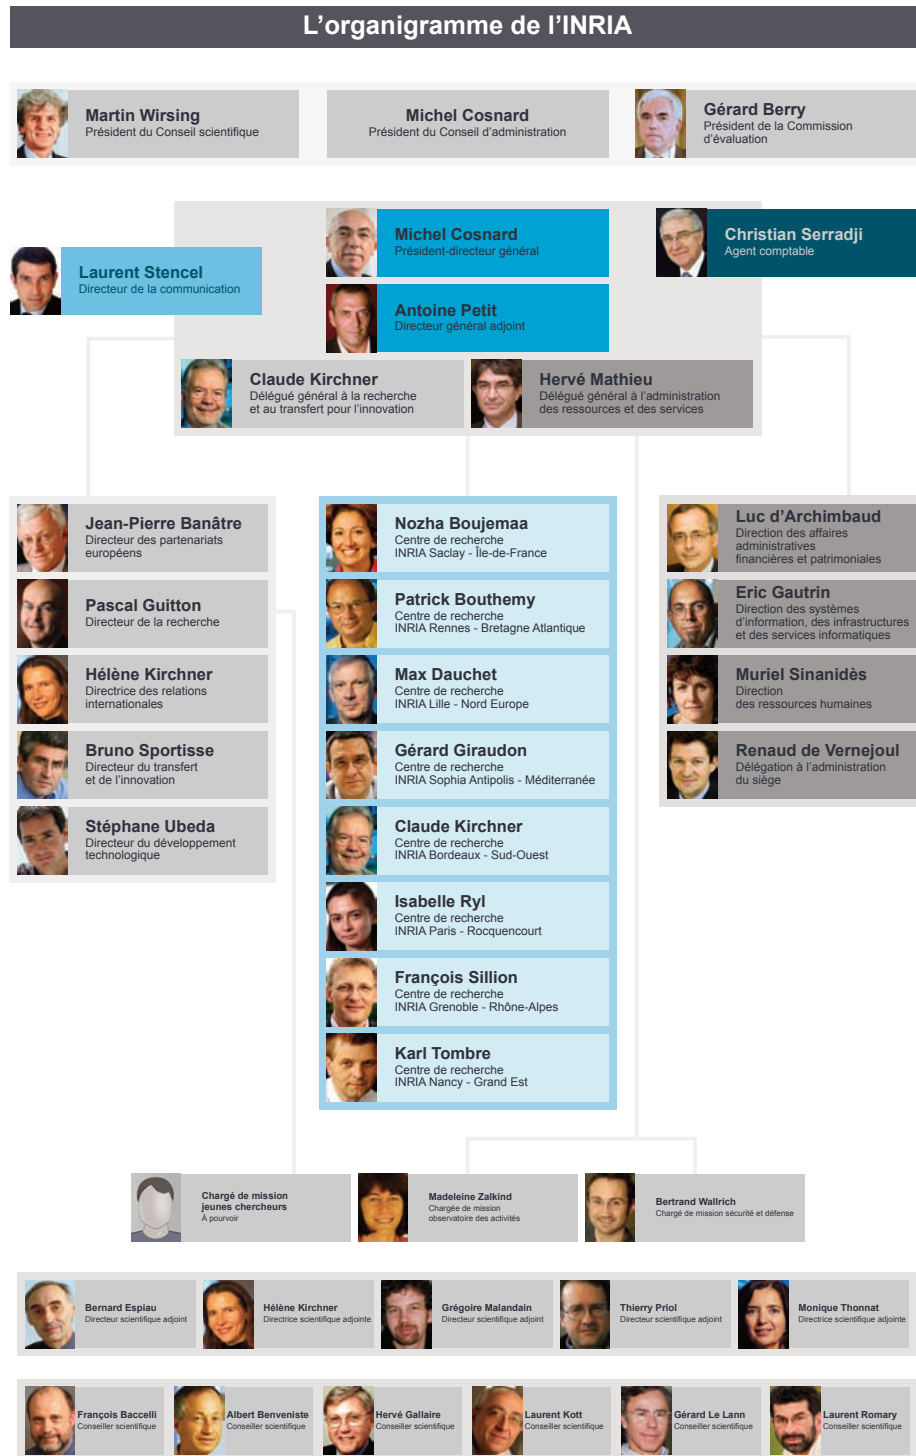 L'organigramme de l'INRIA
Martin Wirsing
Président du Conseil scientifique
Michel Cosnard
Président du Conseil d'administration
Gérard Berry
Président de la Commission
d'évaluation
Michel Cosnard
Président-directeur général
Christian Serradji
Agent comptable
Laurent Stencel
Directeur de la communication
Antoine Petit
Directeur général adjoint
Claude Kirchner
Délégué général à la recherche
et au transfert pour l'innovation
Hervé Mathieu
Délégué général à l'administration
des ressources et des services
Jean-Pierre Banâtre
Directeur des partenariats
européens
Pascal Guitton
Directeur de la recherche
Hélène Kirchner
Directrice des relations
internationales
Bruno Sportisse
Directeur du transfert
et de l'innovation
Stéphane Ubeda
Directeur du développement
technologique
Nozha Boujemaa
Centre de recherche
INRIA Saclay - Île-de-France
Patrick Bouthemy
Centre de recherche
INRIA Rennes - Bretagne Atlantique
Max Dauchet
Centre de recherche
INRIA Lille - Nord Europe
Gérard Giraudon
Centre de recherche
INRIA Sophia Antipolis - Méditerranée
Claude Kirchner
Centre de recherche
INRIA Bordeaux - Sud-Ouest
Isabelle Ryl
Centre de recherche
INRIA Paris - Rocquencourt
François Sillion
Centre de recherche
INRIA Grenoble - Rhône-Alpes
Karl Tombre
Centre de recherche
INRIA Nancy - Grand Est
Luc d'Archimbaud
Direction des affaires
administratives
financières et patrimoniales
Eric Gautrin
Direction des systèmes
d'information, des infrastructures
et des services informatiques
Muriel Sinanidès
Direction
des ressources humaines
Renaud de Vernejoul
Délégation à l'administration
du siège
Chargé de mission
jeunes chercheurs
À pourvoir
Madeleine Zalkind
Chargée de mission
observatoire des activités
Bertrand Wallrich
Chargé de mission sécurité et défense
Bernard Espiau
Directeur scientifique adjoint
Hélène Kirchner
Directrice scientifique adjointe
Grégoire Malandain
Directeur scientifique adjoint
Thierry Priol
Directeur scientifique adjoint
Monique Thonnat
Directrice scientifique adjointe
François Baccelli
Conseiller scientifique
Albert Benveniste
Conseiller scientifique
Hervé Gallaire
Conseiller scientifique
Laurent Kott
Conseiller scientifique
Gérard Le Lann
Conseiller scientifique
Laurent Romary
Conseiller scientifique